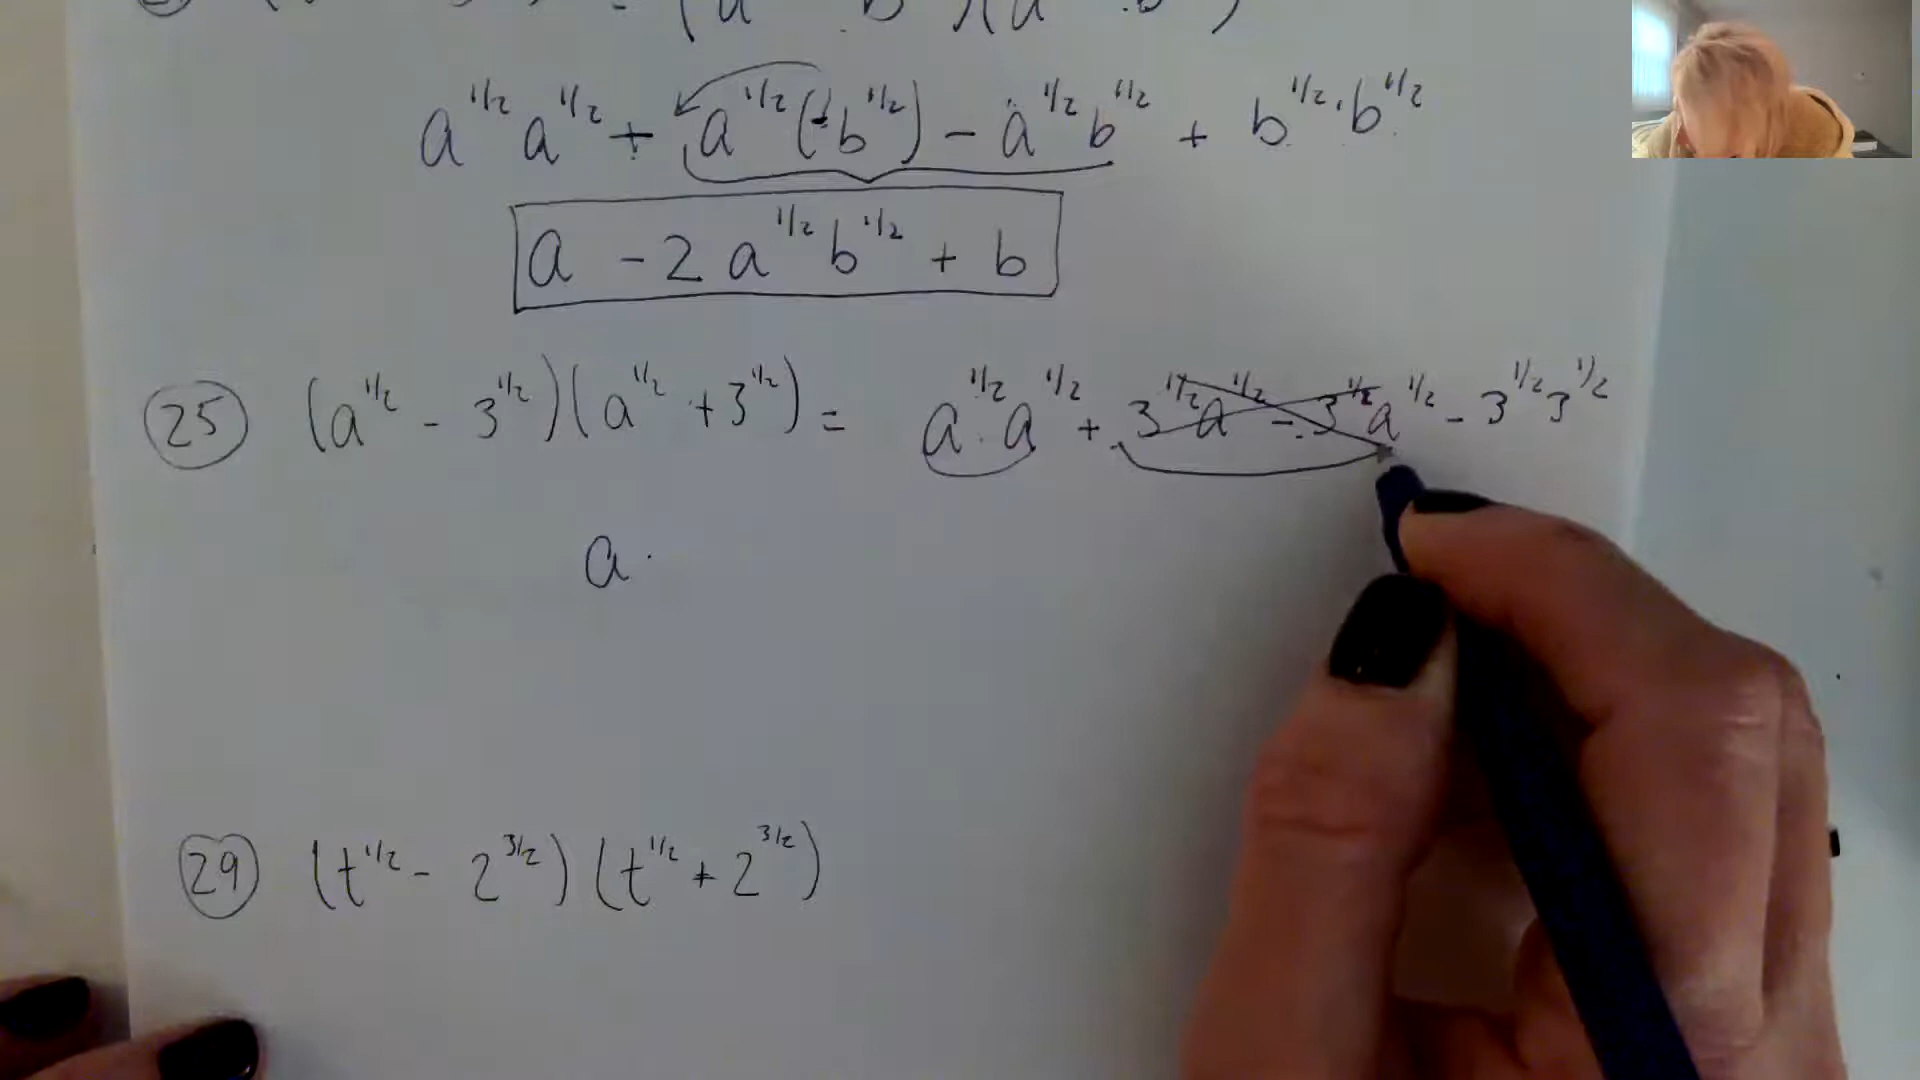 (a b)(a b)
a^1/2 a^1/2 + a^1/2(-b^1/2) - a^1/2 b^1/2 + b^1/2 · b^1/2
a - 2 a^1/2 b^1/2 + b
25 (a^1/2 - 3^1/2)(a^1/2 + 3^1/2) = a^1/2 · a^1/2 + 3^1/2 a^1/2 - 3^1/2 a^1/2 - 3^1/2 3^1/2
a
29 (t^1/2 - 2^3/2)(t^1/2 + 2^3/2)